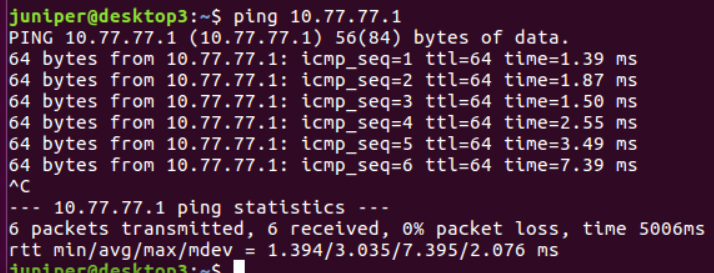 juniper@desktop3:~$ ping 10.77.77.1
PING 10.77.77.1 (10.77.77.1) 56(84) bytes of data.
64 bytes from 10.77.77.1: icmp_seq=1 ttl=64 time=1.39 ms
64 bytes from 10.77.77.1: icmp_seq=2 ttl=64 time=1.87 ms
64 bytes from 10.77.77.1: icmp_seq=3 ttl=64 time=1.50 ms
64 bytes from 10.77.77.1: icmp_seq=4 ttl=64 time=2.55 ms
64 bytes from 10.77.77.1: icmp_seq=5 ttl=64 time=3.49 ms
64 bytes from 10.77.77.1: icmp_seq=6 ttl=64 time=7.39 ms
^C
--- 10.77.77.1 ping statistics ---
6 packets transmitted, 6 received, 0% packet loss, time 5006ms
rtt min/avg/max/mdev = 1.394/3.035/7.395/2.076 ms
juniper@desktop3:~$